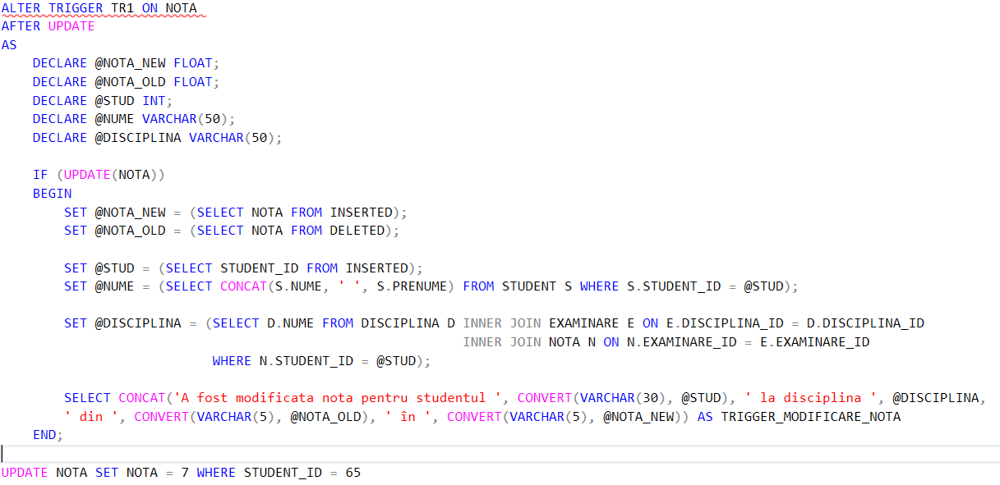 ALTER TRIGGER TR1 ON NOTA
AFTER UPDATE
AS
DECLARE @NOTA_NEW FLOAT;
DECLARE @NOTA_OLD FLOAT;
DECLARE @STUD INT;
DECLARE @NUME VARCHAR(50);
DECLARE @DISCIPLINA VARCHAR(50);
IF (UPDATE(NOTA))
BEGIN
SET @NOTA_NEW = (SELECT NOTA FROM INSERTED);
SET @NOTA_OLD = (SELECT NOTA FROM DELETED);
SET @STUD = (SELECT STUDENT_ID FROM INSERTED);
SET @NUME = (SELECT CONCAT(S.NUME, ' ', S.PRENUME) FROM STUDENT S WHERE S.STUDENT_ID = @STUD);
SET @DISCIPLINA = (SELECT D.NUME FROM DISCIPLINA D INNER JOIN EXAMINARE E ON E.DISCIPLINA_ID = D.DISCIPLINA_ID
INNER JOIN NOTA N ON N.EXAMINARE_ID = E.EXAMINARE_ID
WHERE N.STUDENT_ID = @STUD);
SELECT CONCAT('A fost modificata nota pentru studentul ', CONVERT(VARCHAR(30), @STUD), ' la disciplina ', @DISCIPLINA,
' din ', CONVERT(VARCHAR(5), @NOTA_OLD), ' în ', CONVERT(VARCHAR(5), @NOTA_NEW)) AS TRIGGER_MODIFICARE_NOTA
END;
UPDATE NOTA SET NOTA = 7 WHERE STUDENT_ID = 65